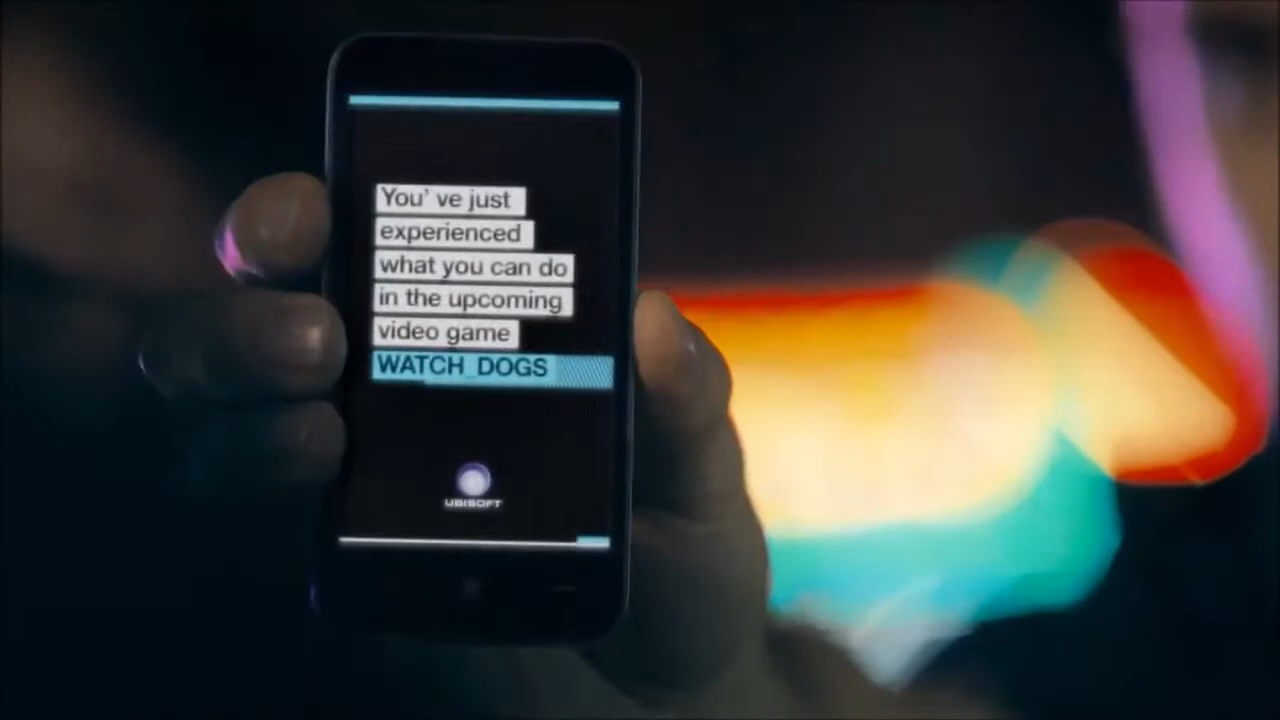 You' ve just
experienced
what you can do
in the upcoming
video game
WATCH_DOGS
UBISOFT